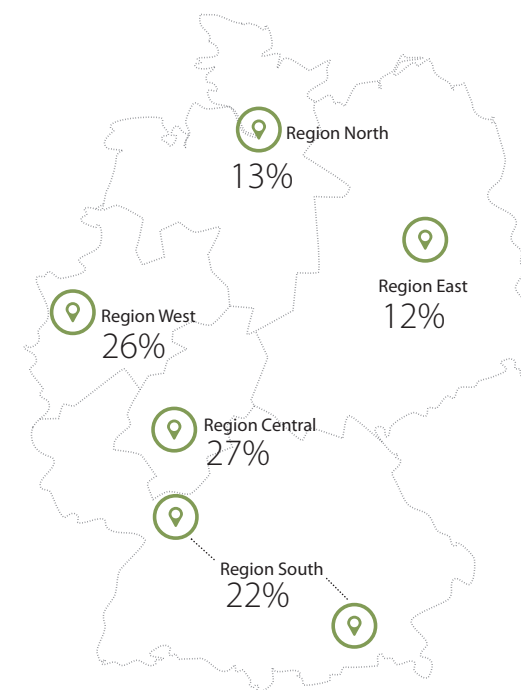 Region North
13%
Region East
12%
Region West
26%
Region Central
27%
Region South
22%